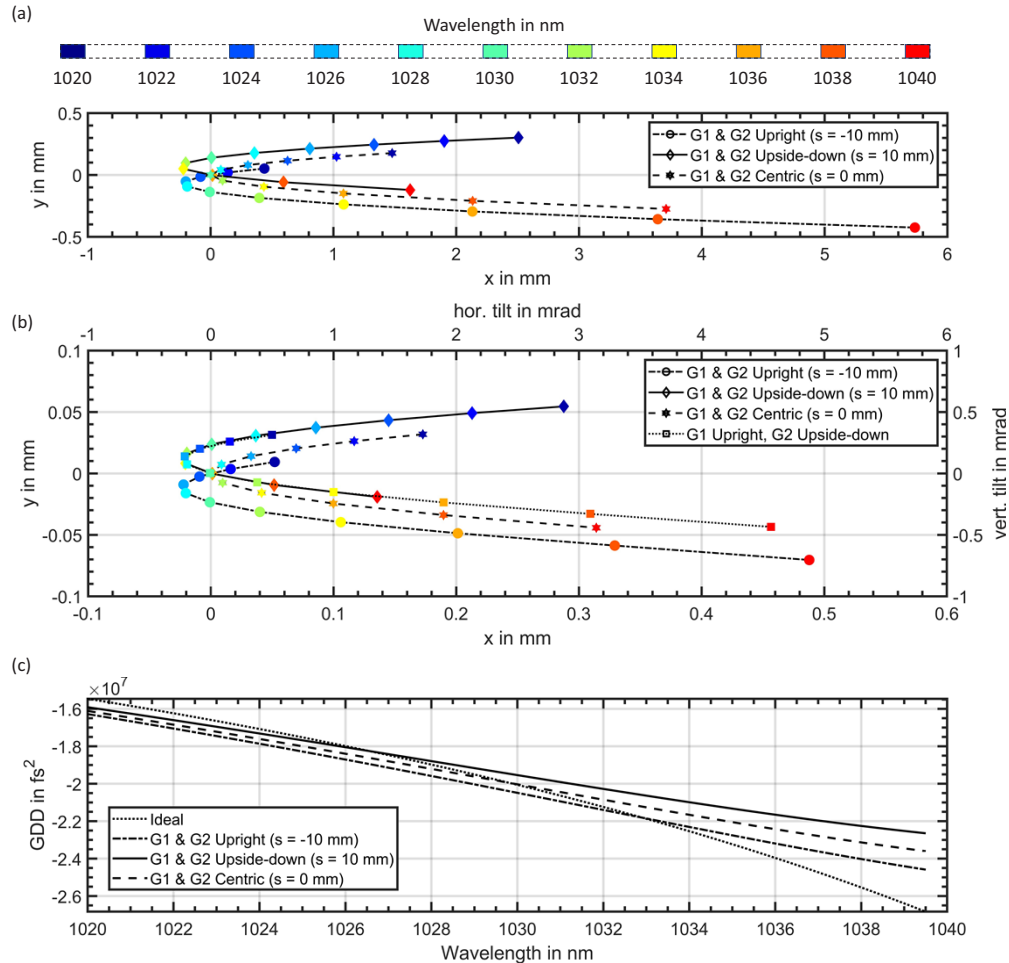 (a)
Wavelength in nm
1020 1022 1024 1026 1028 1030 1032 1034 1036 1038 1040
0.5
0
-0.5
y in mm
G1 & G2 Upright (s = -10 mm)
G1 & G2 Upside-down (s = 10 mm)
G1 & G2 Centric (s = 0 mm)
-1 0 1 2 3 4 5 6
x in mm
(b)
hor. tilt in mrad
-1 0 1 2 3 4 5 6
0.1
0.05
0
-0.05
-0.1
y in mm
G1 & G2 Upright (s = -10 mm)
G1 & G2 Upside-down (s = 10 mm)
G1 & G2 Centric (s = 0 mm)
G1 Upright, G2 Upside-down
1
0.5
0
-0.5
-1
vert. tilt in mrad
-0.1 0 0.1 0.2 0.3 0.4 0.5 0.6
x in mm
(c)
×10⁷
-1.6
-1.8
-2
-2.2
-2.4
-2.6
GDD in fs²
Ideal
G1 & G2 Upright (s = -10 mm)
G1 & G2 Upside-down (s = 10 mm)
G1 & G2 Centric (s = 0 mm)
1020 1022 1024 1026 1028 1030 1032 1034 1036 1038 1040
Wavelength in nm